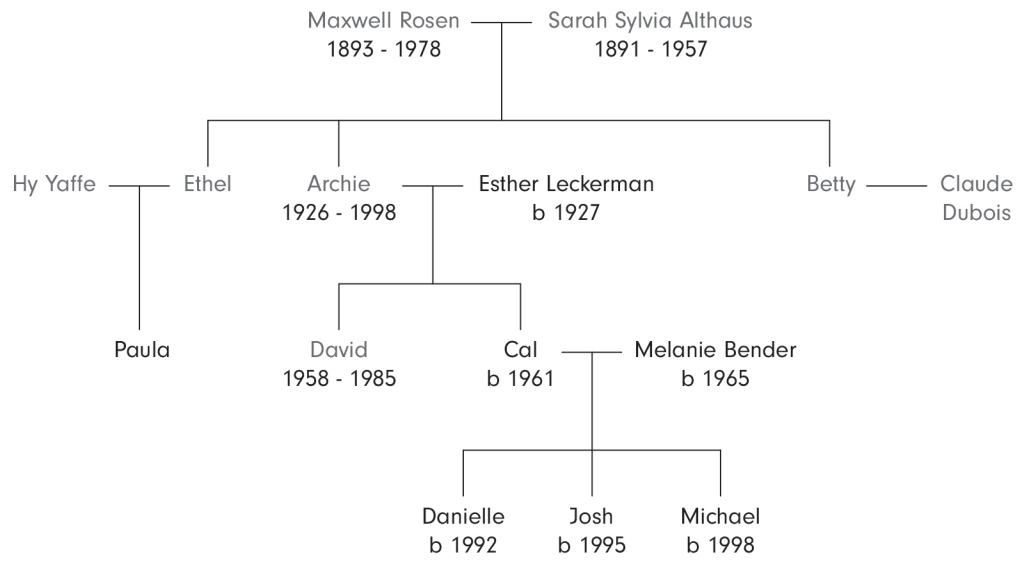 Maxwell Rosen
1893 - 1978
Sarah Sylvia Althaus
1891 - 1957
Hy Yaffe
Ethel
Archie
1926 - 1998
Esther Leckerman
b 1927
Betty
Claude
Dubois
Paula
David
1958 - 1985
Cal
b 1961
Melanie Bender
b 1965
Danielle
b 1992
Josh
b 1995
Michael
b 1998